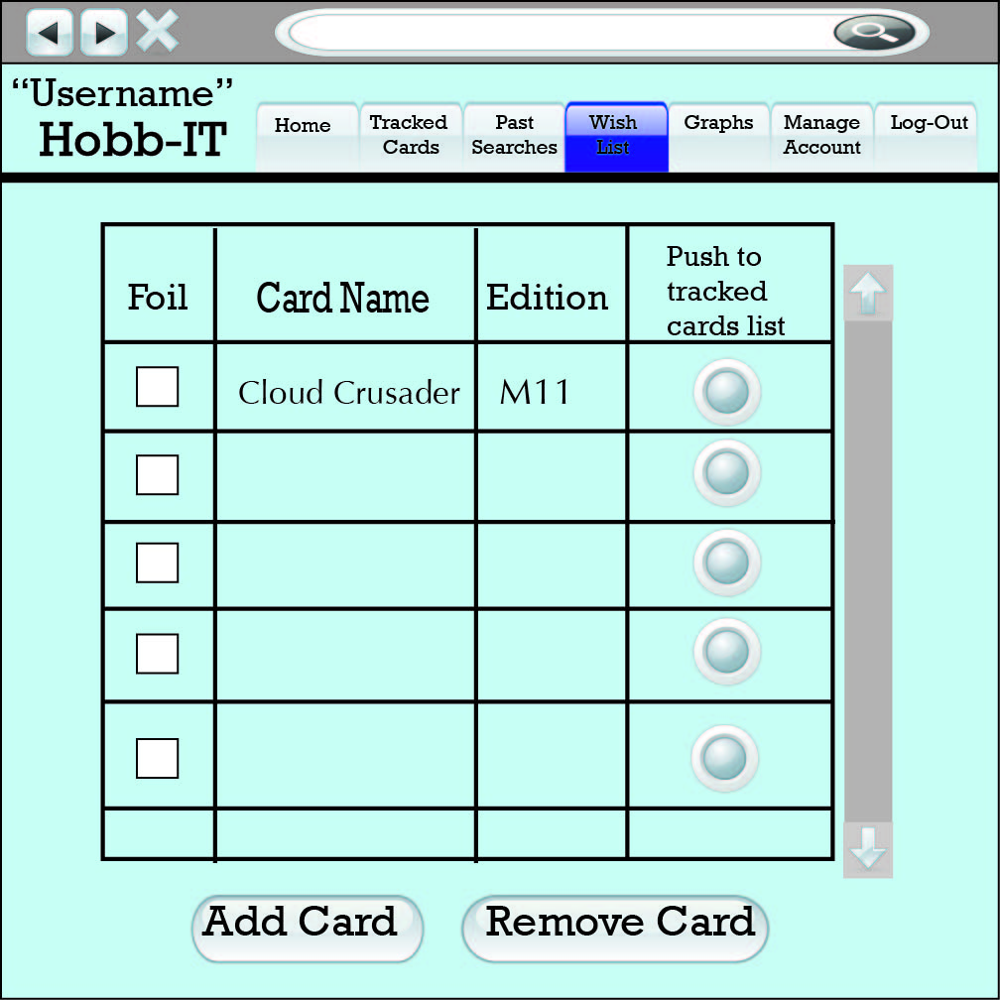 “Username”
Hobb-IT
Home
Tracked
Cards
Past
Searches
Wish
List
Graphs
Manage
Account
Log-Out
Foil
Card Name
Edition
Push to
tracked
cards list
Cloud Crusader
M11
Add Card
Remove Card